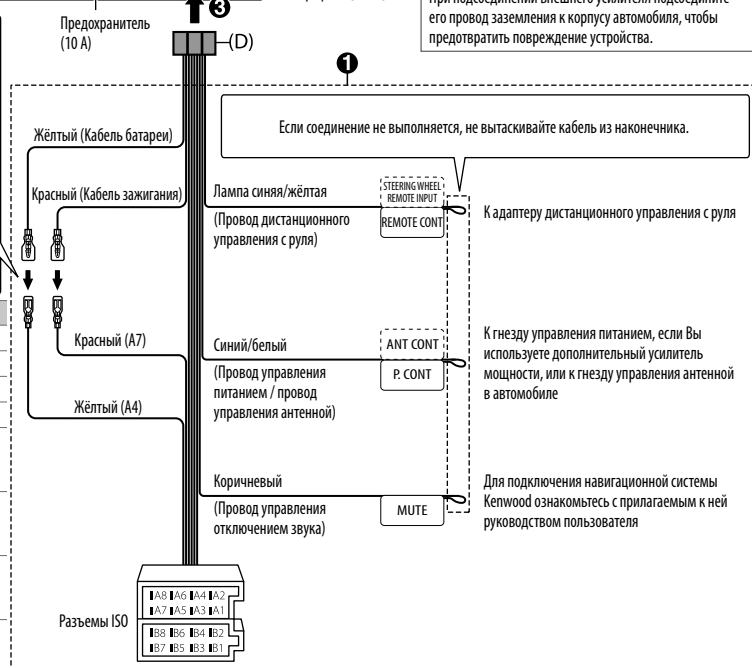 При подсоединении внешнего усилителя подсоедините
его провод заземления к корпусу автомобиля, чтобы
предотвратить повреждение устройства.
Предохранитель
(10 A)
3
(D)
1
Если соединение не выполняется, не вытаскивайте кабель из наконечника.
Жёлтый (Кабель батареи)
Красный (Кабель зажигания)
Лампа синяя/жёлтая
(Провод дистанционного
управления с руля)
STEERING WHEEL
REMOTE INPUT
REMOTE CONT
К адаптеру дистанционного управления с руля
Красный (A7)
Жёлтый (A4)
Синий/белый
(Провод управления
питанием / провод
управления антенной)
ANT CONT
P. CONT
К гнезду управления питанием, если Вы
используете дополнительный усилитель
мощности, или к гнезду управления антенной
в автомобиле
Коричневый
(Провод управления
отключением звука)
MUTE
Для подключения навигационной системы
Kenwood ознакомьтесь с прилагаемым к ней
руководством пользователя
Разъемы ISO
A8 A6 A4 A2
A7 A5 A3 A1
B8 B6 B4 B2
B7 B5 B3 B1